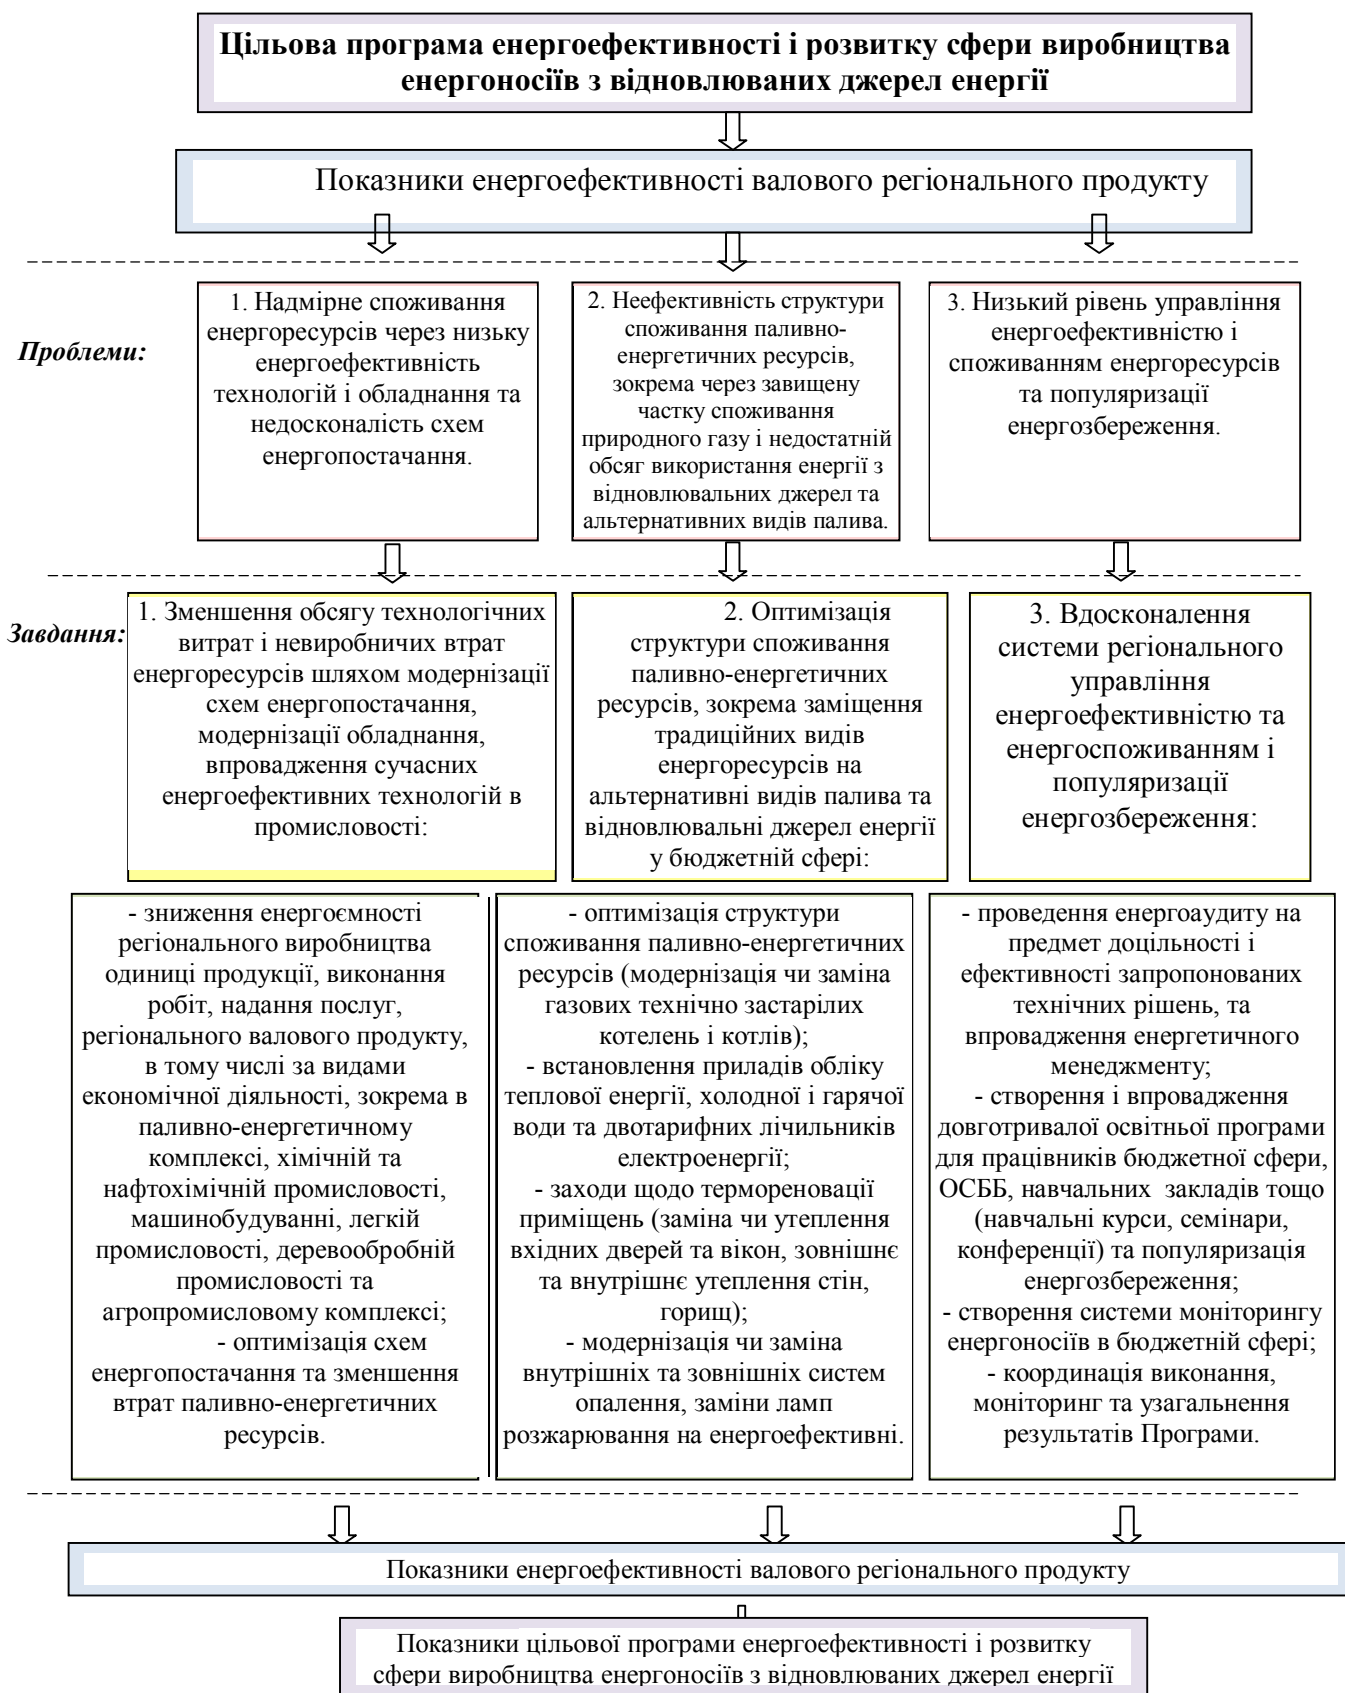 Цільова програма енергоефективності і розвитку сфери виробництва
енергоносіїв з відновлюваних джерел енергії
Показники енергоефективності валового регіонального продукту
Проблеми:
1. Надмірне споживання
енергоресурсів через низьку
енергоефективність
технологій і обладнання та
недосконалість схем
енергопостачання.
2. Неефективність структури
споживання паливно-
енергетичних ресурсів,
зокрема через завищену
частку споживання
природного газу і недостатній
обсяг використання енергії з
відновлювальних джерел та
альтернативних видів палива.
3. Низький рівень управління
енергоефективністю і
споживанням енергоресурсів
та популяризації
енергозбереження.
Завдання:
1. Зменшення обсягу технологічних
витрат і невиробничих втрат
енергоресурсів шляхом модернізації
схем енергопостачання,
модернізації обладнання,
впровадження сучасних
енергоефективних технологій в
промисловості:
2. Оптимізація
структури споживання
паливно-енергетичних
ресурсів, зокрема заміщення
традиційних видів
енергоресурсів на
альтернативні видів палива та
відновлювальні джерел енергії
у бюджетній сфері:
3. Вдосконалення
системи регіонального
управління
енергоефективністю та
енергоспоживанням і
популяризації
енергозбереження:
- зниження енергоємності
регіонального виробництва
одиниці продукції, виконання
робіт, надання послуг,
регіонального валового продукту,
в тому числі за видами
економічної діяльності, зокрема в
паливно-енергетичному
комплексі, хімічній та
нафтохімічній промисловості,
машинобудуванні, легкій
промисловості, деревообробній
промисловості та
агропромисловому комплексі;
- оптимізація схем
енергопостачання та зменшення
втрат паливно-енергетичних
ресурсів.
- оптимізація структури
споживання паливно-енергетичних
ресурсів (модернізація чи заміна
газових технічно застарілих
котелень і котлів);
- встановлення приладів обліку
теплової енергії, холодної і гарячої
води та двотарифних лічильників
електроенергії;
- заходи щодо термореновації
приміщень (заміна чи утеплення
вхідних дверей та вікон, зовнішнє
та внутрішнє утеплення стін,
горищ);
- модернізація чи заміна
внутрішніх та зовнішніх систем
опалення, заміни ламп
розжарювання на енергоефективні.
- проведення енергоаудиту на
предмет доцільності і
ефективності запропонованих
технічних рішень, та
впровадження енергетичного
менеджменту;
- створення і впровадження
довготривалої освітньої програми
для працівників бюджетної сфери,
ОСББ, навчальних закладів тощо
(навчальні курси, семінари,
конференції) та популяризація
енергозбереження;
- створення системи моніторингу
енергоносіїв в бюджетній сфері;
- координація виконання,
моніторинг та узагальнення
результатів Програми.
Показники енергоефективності валового регіонального продукту
Показники цільової програми енергоефективності і розвитку
сфери виробництва енергоносіїв з відновлюваних джерел енергії